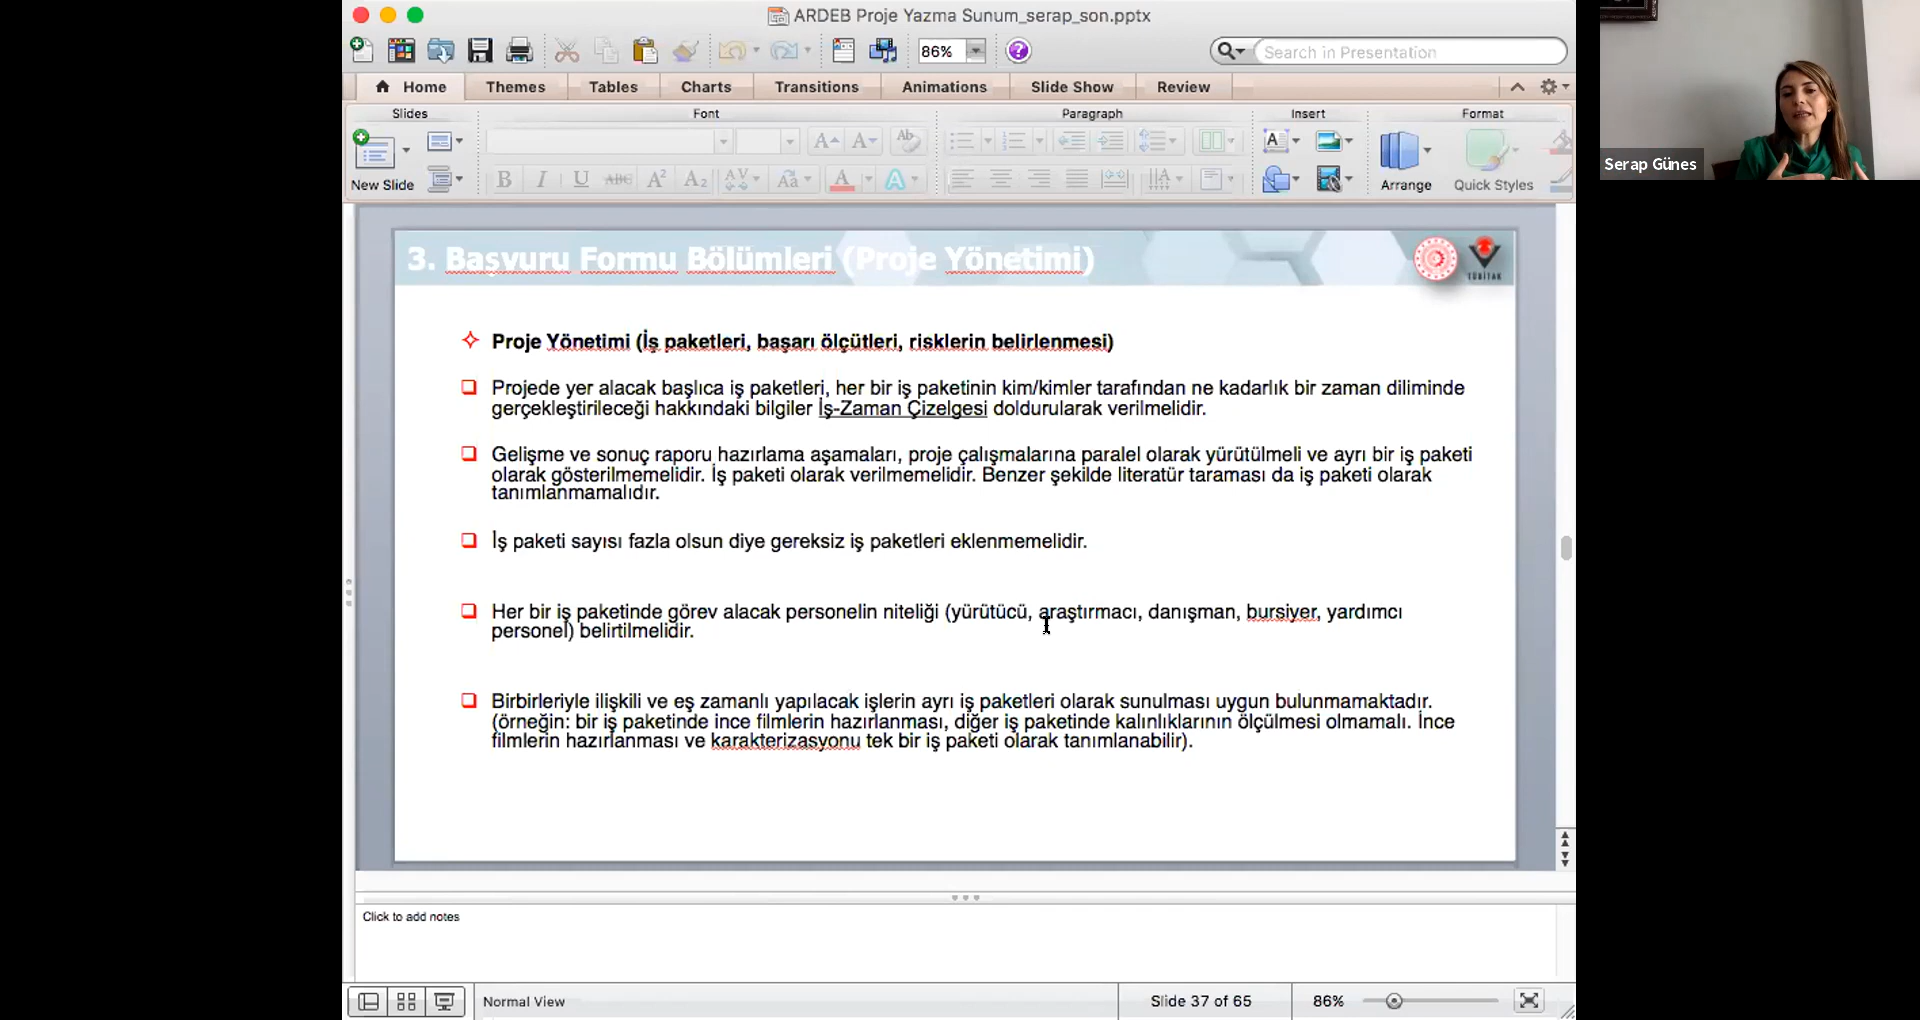 ARDEB Proje Yazma Sunum_serap_son.pptx
86%
Search in Presentation
Home
Themes
Tables
Charts
Transitions
Animations
Slide Show
Review
Slides
Font
Paragraph
Insert
Format
New Slide
Arrange
Quick Styles
Serap Günes
3. Başvuru Formu Bölümleri (Proje Yönetimi)
TÜBİTAK
Proje Yönetimi (İş paketleri, başarı ölçütleri, risklerin belirlenmesi)
Projede yer alacak başlıca iş paketleri, her bir iş paketinin kim/kimler tarafından ne kadarlık bir zaman diliminde
gerçekleştirileceği hakkındaki bilgiler İş-Zaman Çizelgesi doldurularak verilmelidir.
Gelişme ve sonuç raporu hazırlama aşamaları, proje çalışmalarına paralel olarak yürütülmeli ve ayrı bir iş paketi
olarak gösterilmemelidir. İş paketi olarak verilmemelidir. Benzer şekilde literatür taraması da iş paketi olarak
tanımlanmamalıdır.
İş paketi sayısı fazla olsun diye gereksiz iş paketleri eklenmemelidir.
Her bir iş paketinde görev alacak personelin niteliği (yürütücü, araştırmacı, danışman, bursiyer, yardımcı
personel) belirtilmelidir.
Birbirleriyle ilişkili ve eş zamanlı yapılacak işlerin ayrı iş paketleri olarak sunulması uygun bulunmamaktadır.
(örneğin: bir iş paketinde ince filmlerin hazırlanması, diğer iş paketinde kalınlıklarının ölçülmesi olmamalı. İnce
filmlerin hazırlanması ve karakterizasyonu tek bir iş paketi olarak tanımlanabilir).
Click to add notes
Normal View
Slide 37 of 65
86%